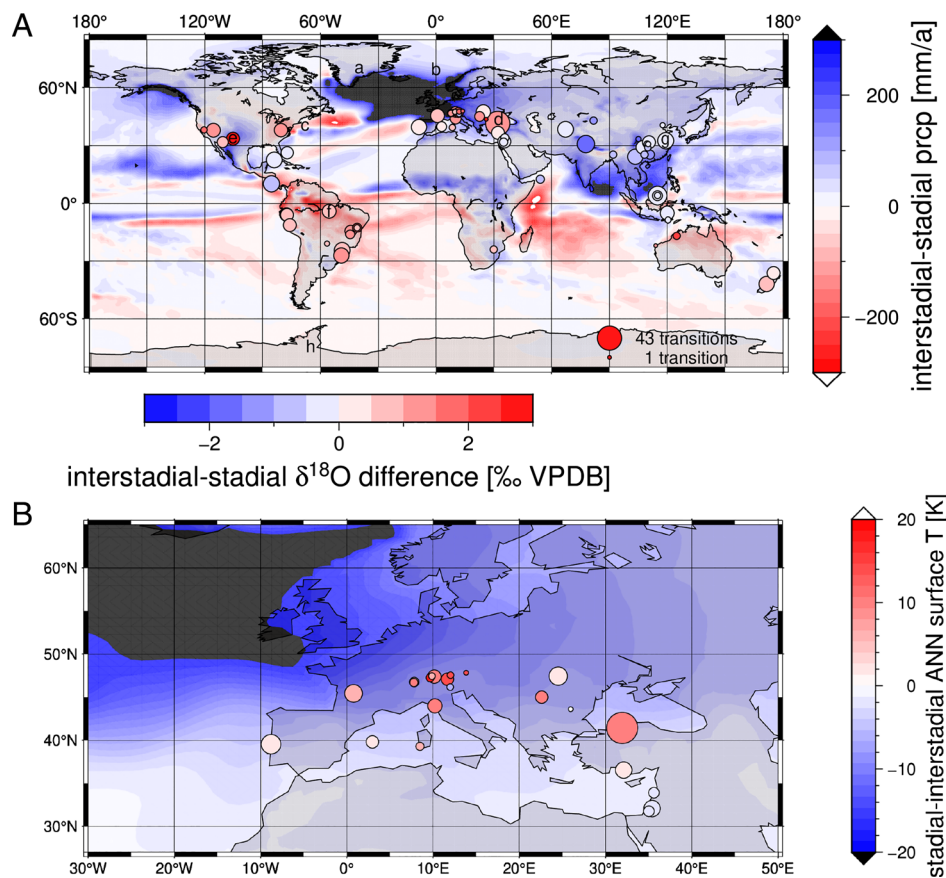 A
180° 120°W 60°W 0° 60°E 120°E 180°
60°N
0°
60°S
a
b
c
d
e
f
g
h
43 transitions
1 transition
200
0
−200
interstadial-stadial prcp [mm/a]
−2 0 2
interstadial-stadial δ18O difference [‰ VPDB]
B
60°N
50°N
40°N
30°N
30°W 20°W 10°W 0° 10°E 20°E 30°E 40°E 50°E
20
10
0
−10
−20
stadial-interstadial ANN surface T [K]